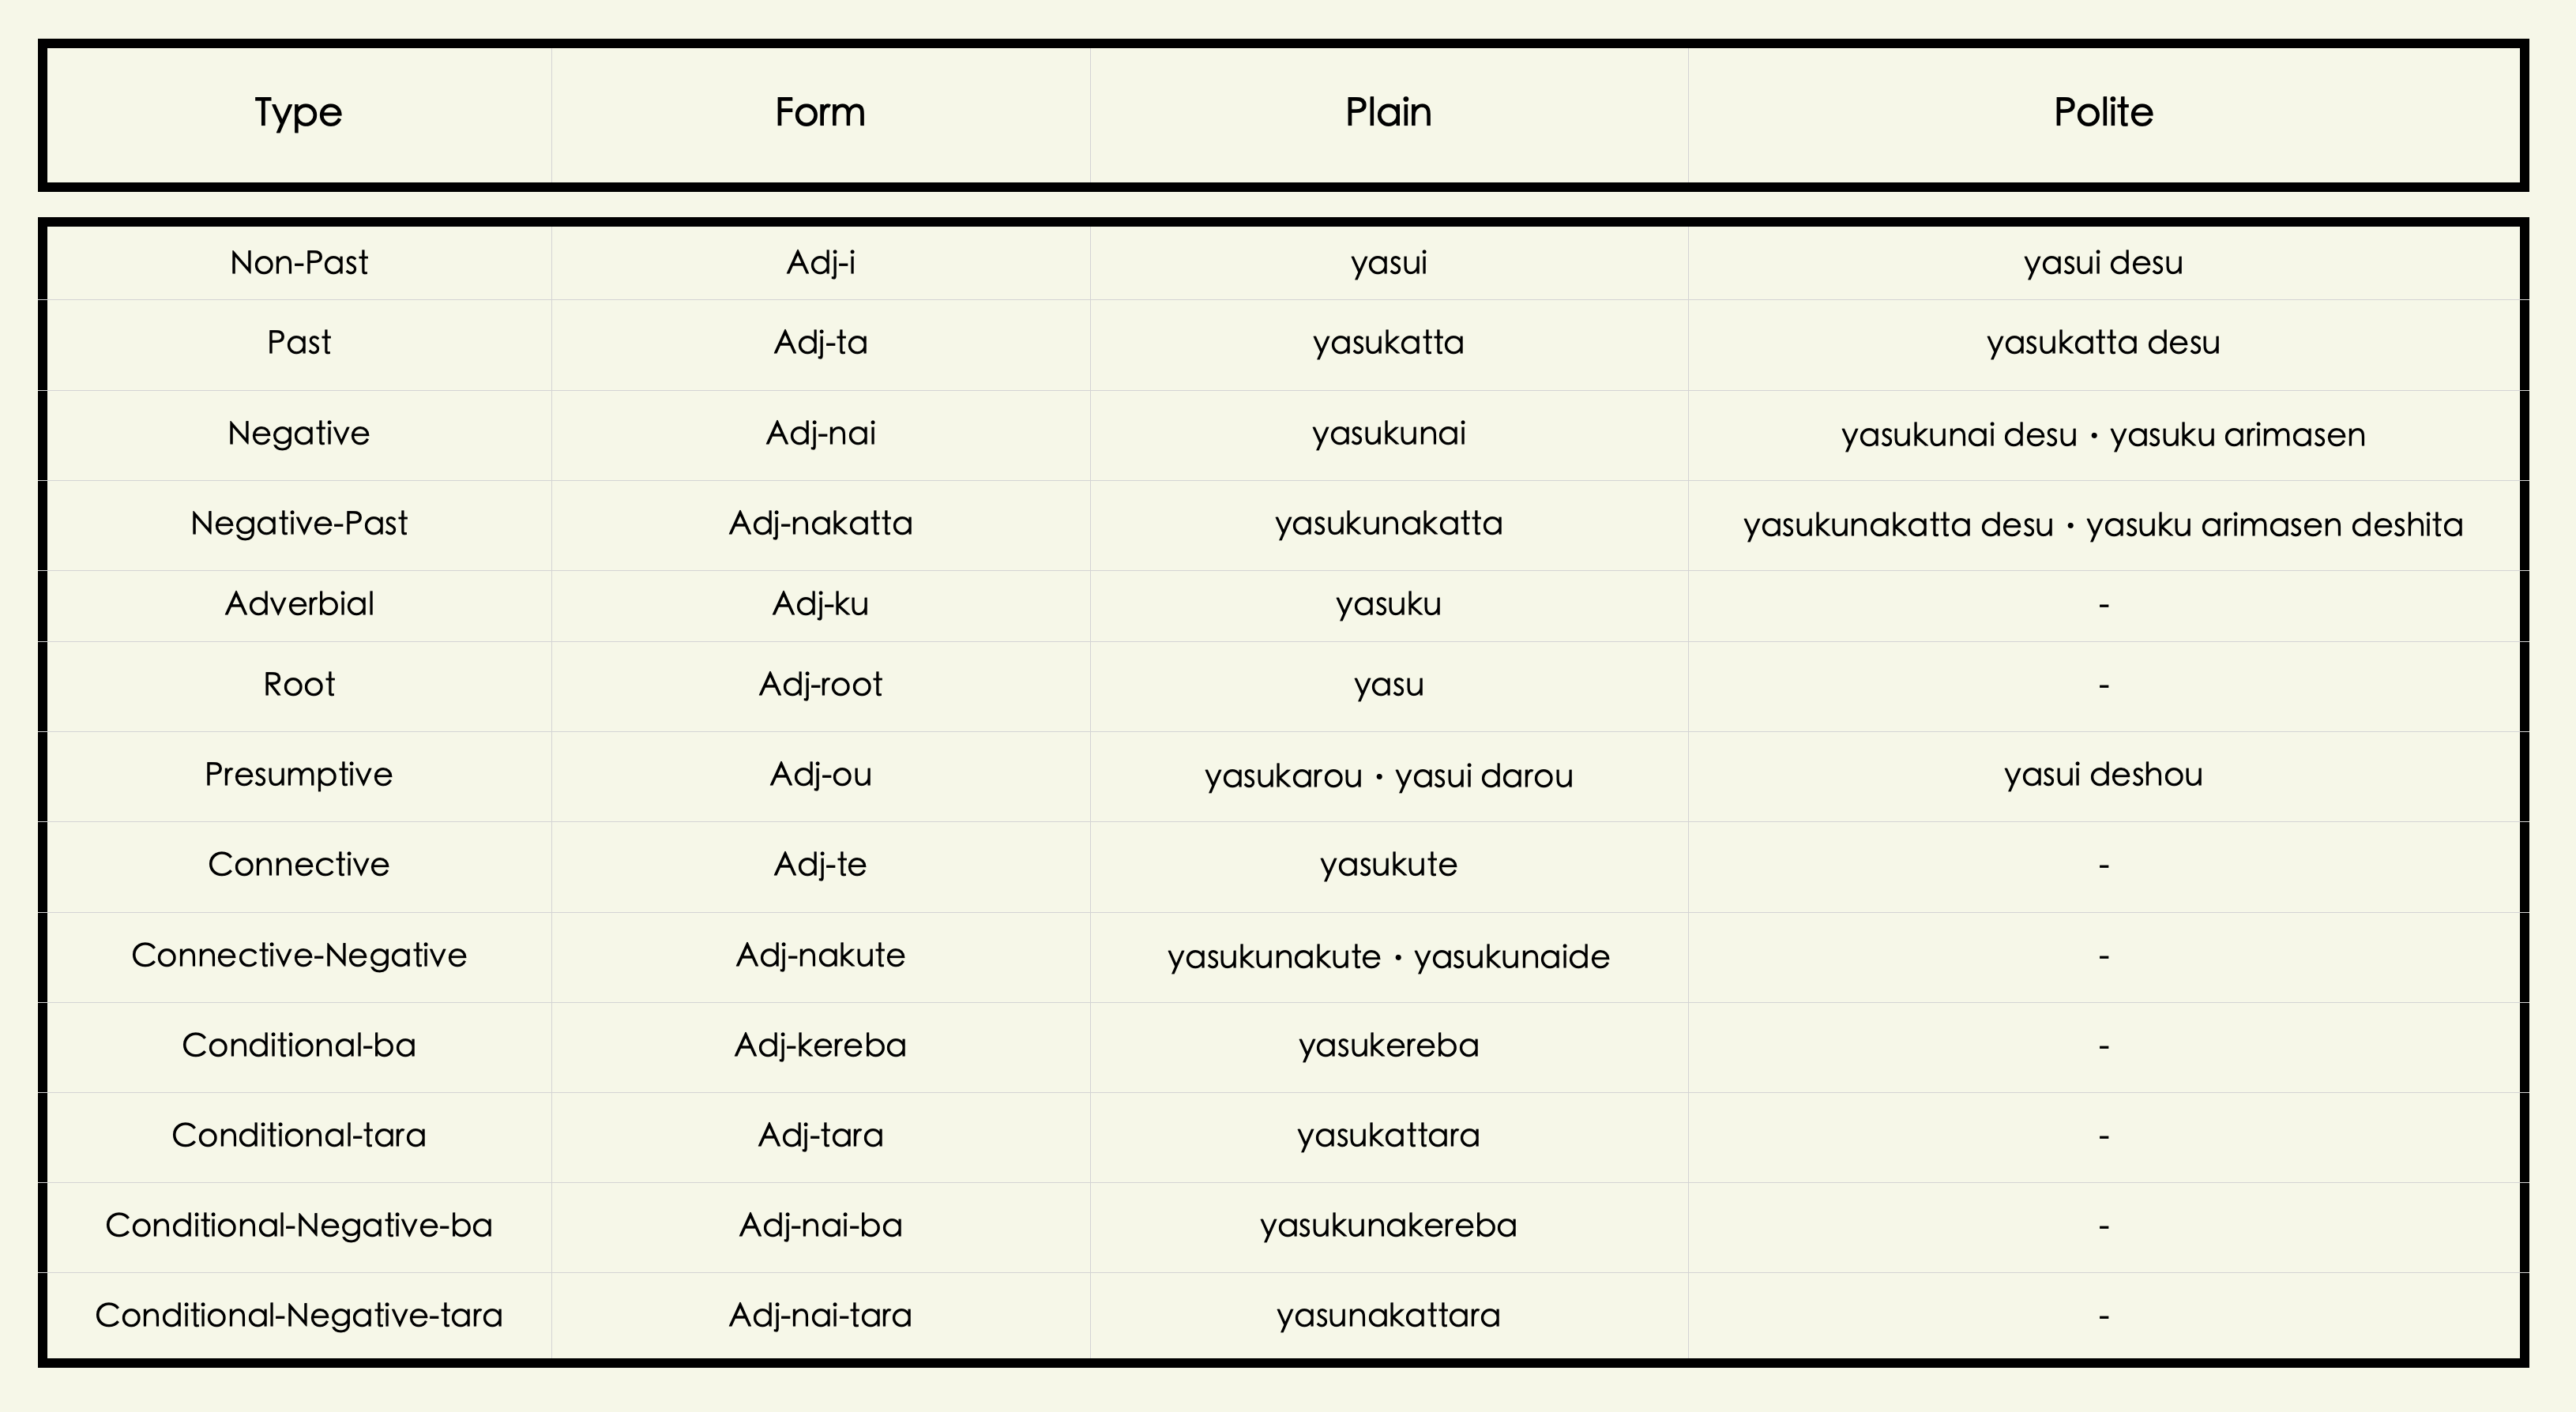 Type Form Plain Polite
Non-Past Adj-i yasui yasui desu
Past Adj-ta yasukatta yasukatta desu
Negative Adj-nai yasukunai yasukunai desu・yasuku arimasen
Negative-Past Adj-nakatta yasukunakatta yasukunakatta desu・yasuku arimasen deshita
Adverbial Adj-ku yasuku -
Root Adj-root yasu -
Presumptive Adj-ou yasukarou・yasui darou yasui deshou
Connective Adj-te yasukute -
Connective-Negative Adj-nakute yasukunakute・yasukunaide -
Conditional-ba Adj-kereba yasukereba -
Conditional-tara Adj-tara yasukattara -
Conditional-Negative-ba Adj-nai-ba yasukunakereba -
Conditional-Negative-tara Adj-nai-tara yasunakattara -